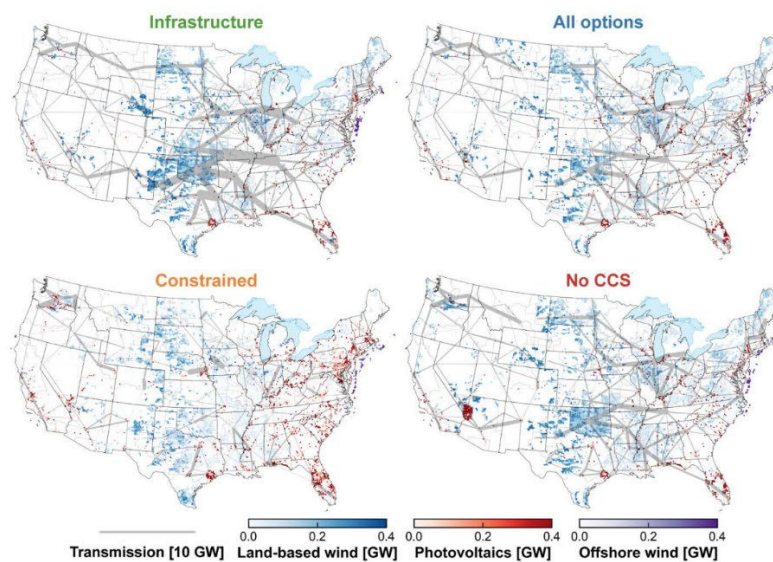 Infrastructure
All options
Constrained
No CCS
0.0 0.2 0.4 0.0 0.2 0.4 0.0 0.2 0.4
Transmission [10 GW] Land-based wind [GW] Photovoltaics [GW] Offshore wind [GW]